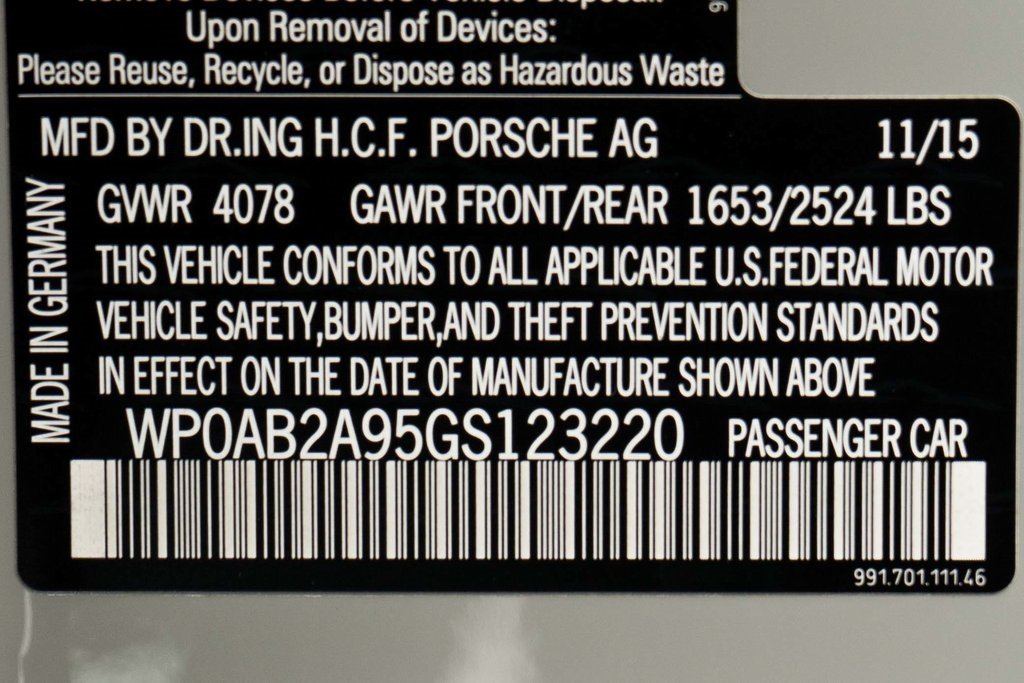 Upon Removal of Devices:
Please Reuse, Recycle, or Dispose as Hazardous Waste
MFD BY DR.ING H.C.F. PORSCHE AG 11/15
GVWR 4078 GAWR FRONT/REAR 1653/2524 LBS
THIS VEHICLE CONFORMS TO ALL APPLICABLE U.S.FEDERAL MOTOR
VEHICLE SAFETY,BUMPER,AND THEFT PREVENTION STANDARDS
IN EFFECT ON THE DATE OF MANUFACTURE SHOWN ABOVE
MADE IN GERMANY
WP0AB2A95GS123220 PASSENGER CAR
991.701.111.46